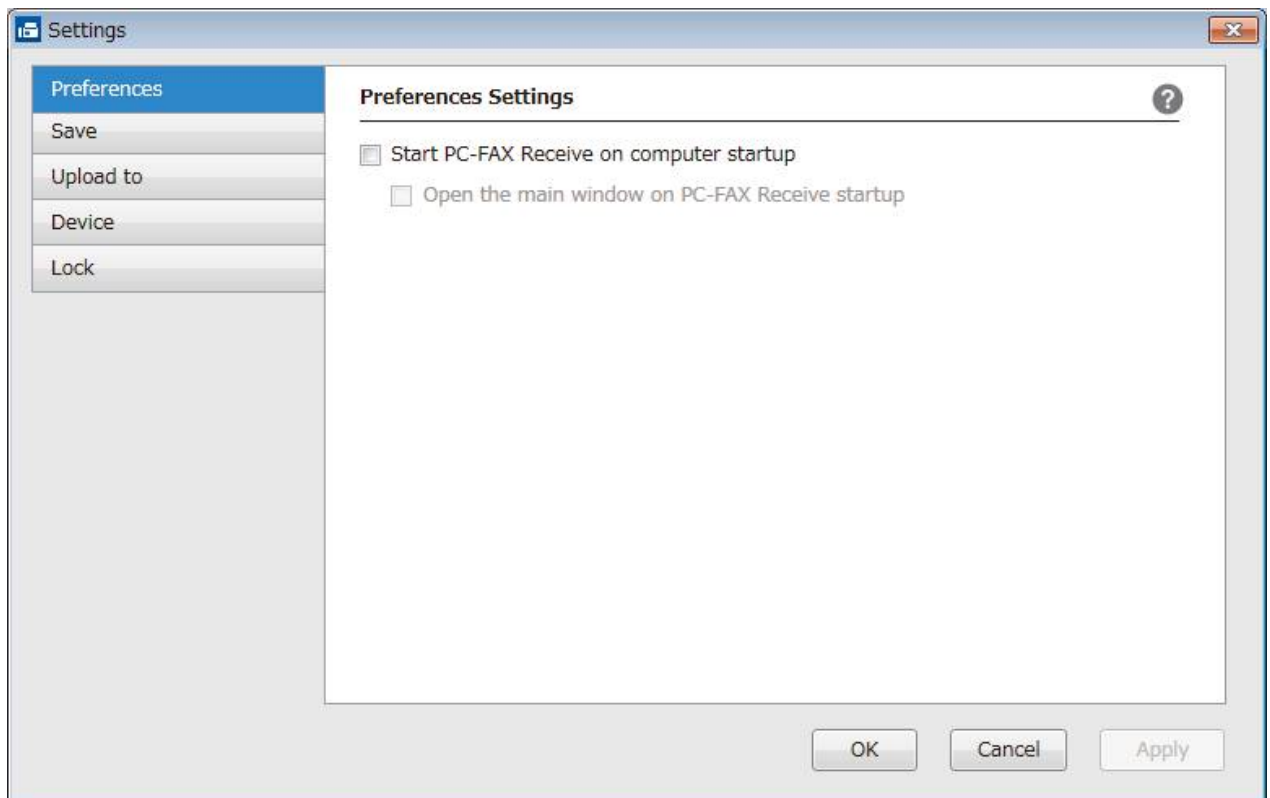 Settings
Preferences
Save
Upload to
Device
Lock
Preferences Settings
?
Start PC-FAX Receive on computer startup
Open the main window on PC-FAX Receive startup
OK
Cancel
Apply